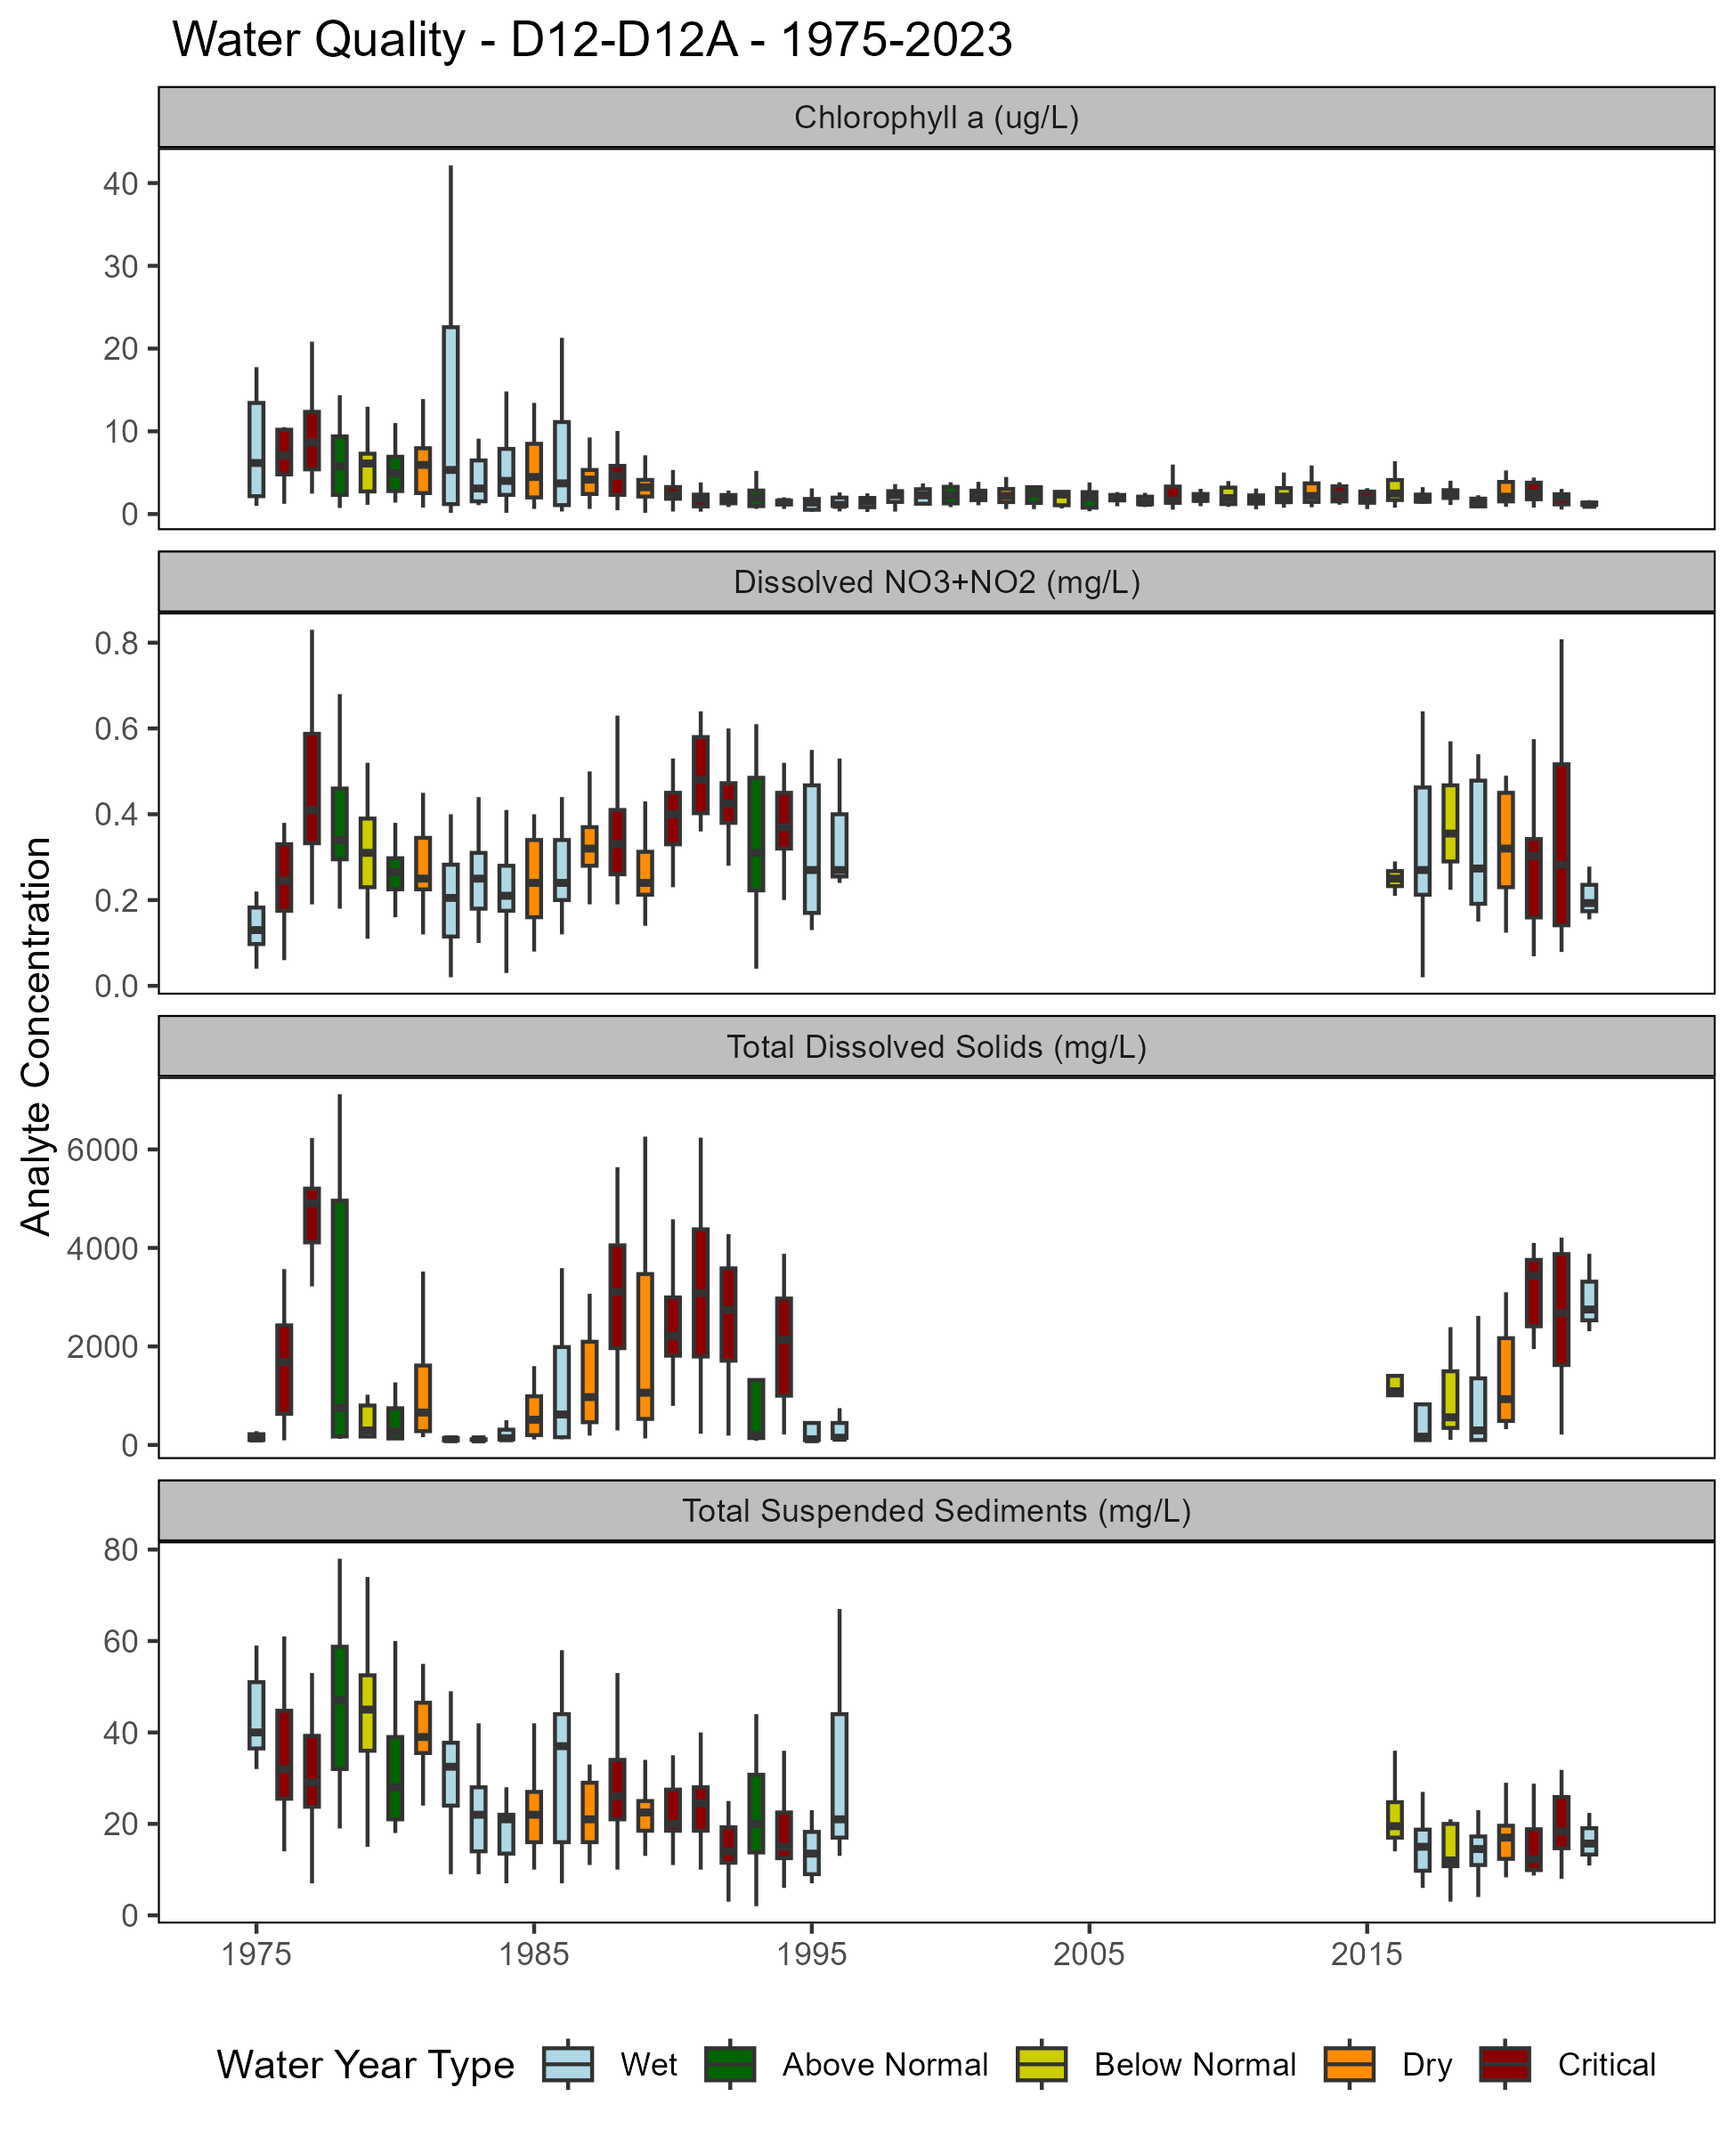 Water Quality - D12-D12A - 1975-2023
Chlorophyll a (ug/L)
40
30
20
10
0
Dissolved NO3+NO2 (mg/L)
0.8
0.6
0.4
0.2
0.0
Analyte Concentration
Total Dissolved Solids (mg/L)
6000
4000
2000
0
Total Suspended Sediments (mg/L)
80
60
40
20
0
1975 1985 1995 2005 2015
Water Year Type Wet Above Normal Below Normal Dry Critical